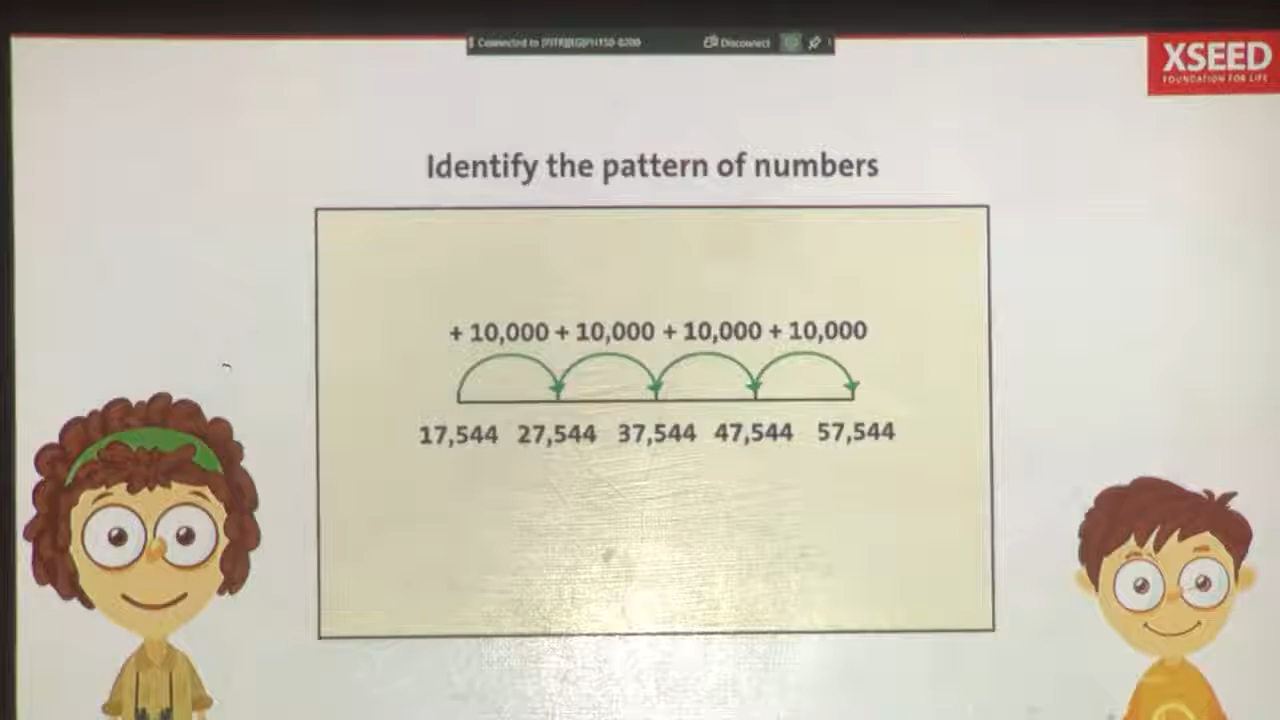 Disconnect
XSEED
FOUNDATION FOR LIFE
Identify the pattern of numbers
+ 10,000 + 10,000 + 10,000 + 10,000
17,544 27,544 37,544 47,544 57,544